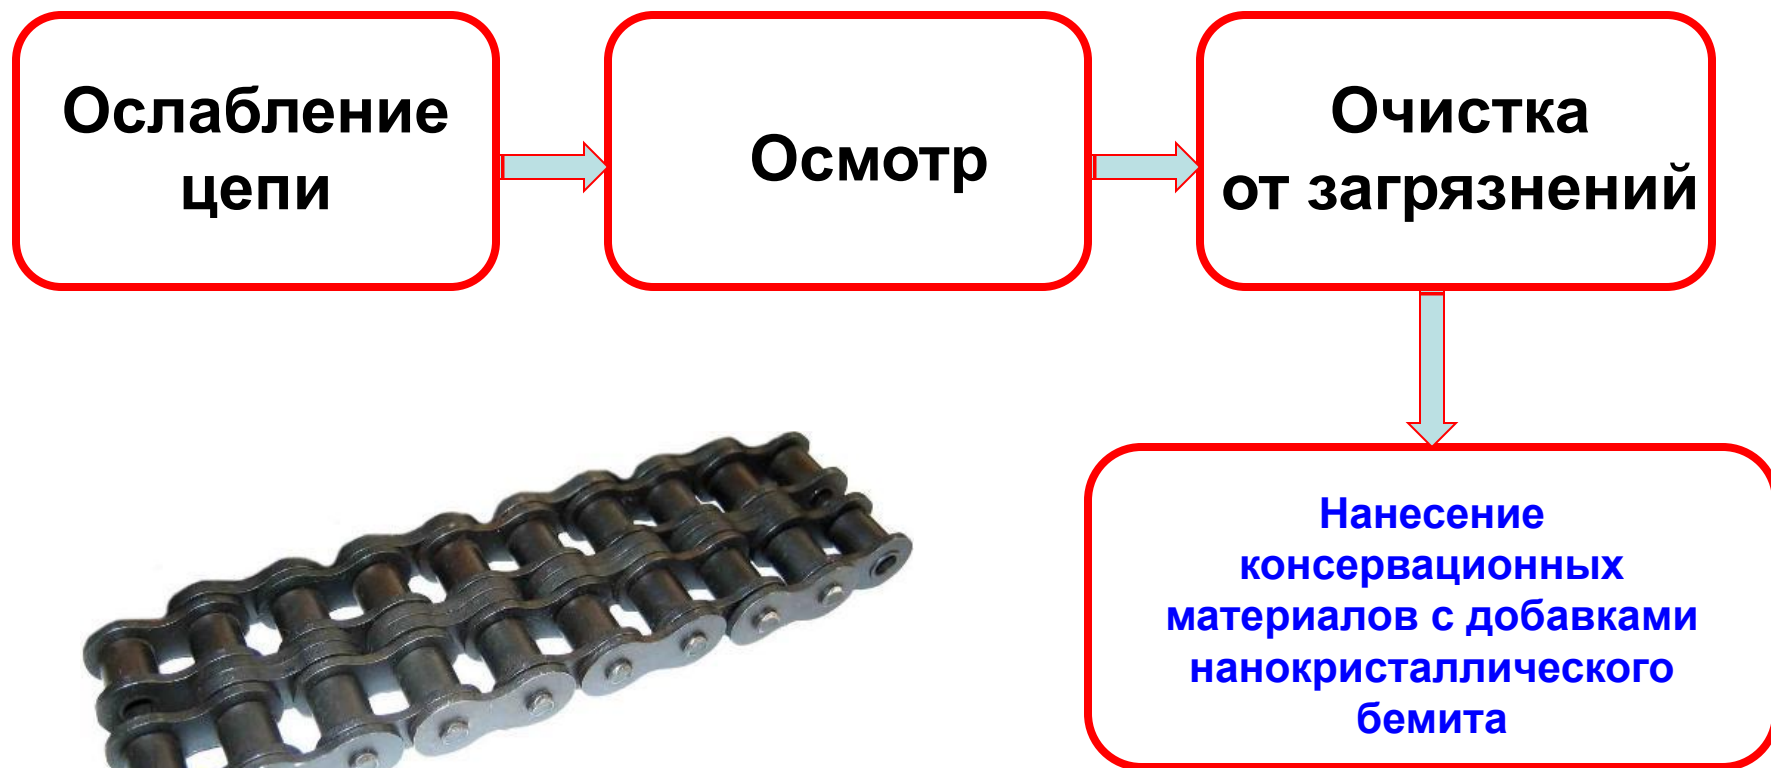 Ослабление
цепи
Осмотр
Очистка
от загрязнений
Нанесение
консервационных
материалов с добавками
нанокристаллического
бемита